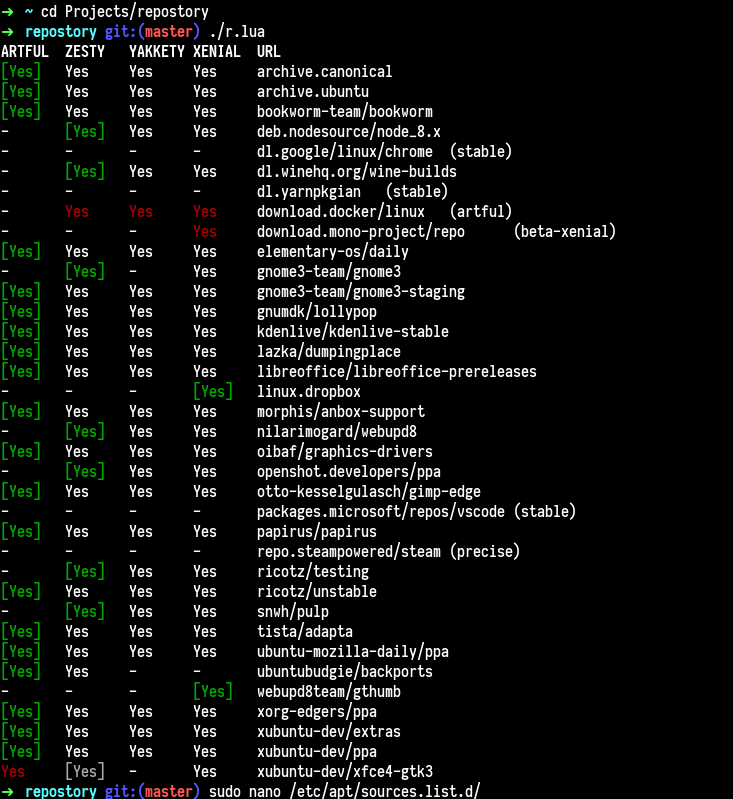 → ~ cd Projects/repostory
→ repostory git:(master) ./r.lua
ARTFUL ZESTY YAKKETY XENIAL URL
[Yes] Yes Yes Yes archive.canonical
[Yes] Yes Yes Yes archive.ubuntu
[Yes] Yes Yes Yes bookworm-team/bookworm
- [Yes] Yes Yes deb.nodesource/node_8.x
- - - - dl.google/linux/chrome (stable)
- [Yes] Yes Yes dl.winehq.org/wine-builds
- - - - dl.yarnpkgian (stable)
- Yes Yes Yes download.docker/linux (artful)
- - - Yes download.mono-project/repo (beta-xenial)
[Yes] Yes Yes Yes elementary-os/daily
- [Yes] - Yes gnome3-team/gnome3
[Yes] Yes Yes Yes gnome3-team/gnome3-staging
[Yes] Yes Yes Yes gnumdk/lollypop
[Yes] Yes Yes Yes kdenlive/kdenlive-stable
[Yes] Yes Yes Yes lazka/dumpingplace
[Yes] Yes Yes Yes libreoffice/libreoffice-prereleases
- - - [Yes] linux.dropbox
[Yes] Yes Yes Yes morphis/anbox-support
- [Yes] Yes Yes nilarimogard/webupd8
[Yes] Yes Yes Yes oibaf/graphics-drivers
- [Yes] Yes Yes openshot.developers/ppa
[Yes] Yes Yes Yes otto-kesselgulasch/gimp-edge
- - - - packages.microsoft/repos/vscode (stable)
[Yes] Yes Yes Yes papirus/papirus
- - - - repo.steampowered/steam (precise)
- [Yes] Yes Yes ricotz/testing
[Yes] Yes Yes Yes ricotz/unstable
- [Yes] Yes Yes snwh/pulp
[Yes] Yes Yes Yes tista/adapta
[Yes] Yes Yes Yes ubuntu-mozilla-daily/ppa
[Yes] Yes - - ubuntubudgie/backports
- - - [Yes] webupd8team/gthumb
[Yes] Yes Yes Yes xorg-edgers/ppa
[Yes] Yes Yes Yes xubuntu-dev/extras
[Yes] Yes Yes Yes xubuntu-dev/ppa
Yes [Yes] - Yes xubuntu-dev/xfce4-gtk3
→ repostory git:(master) sudo nano /etc/apt/sources.list.d/